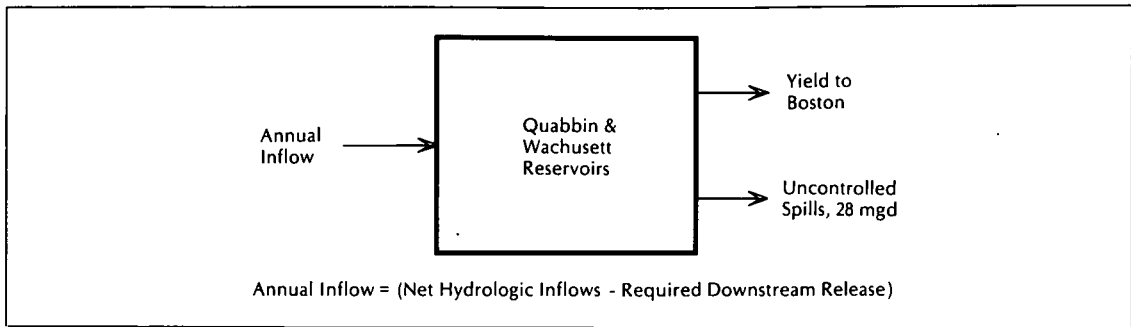 Annual
Inflow
Quabbin &
Wachusett
Reservoirs
Yield to
Boston
Uncontrolled
Spills, 28 mgd
Annual Inflow = (Net Hydrologic Inflows - Required Downstream Release)